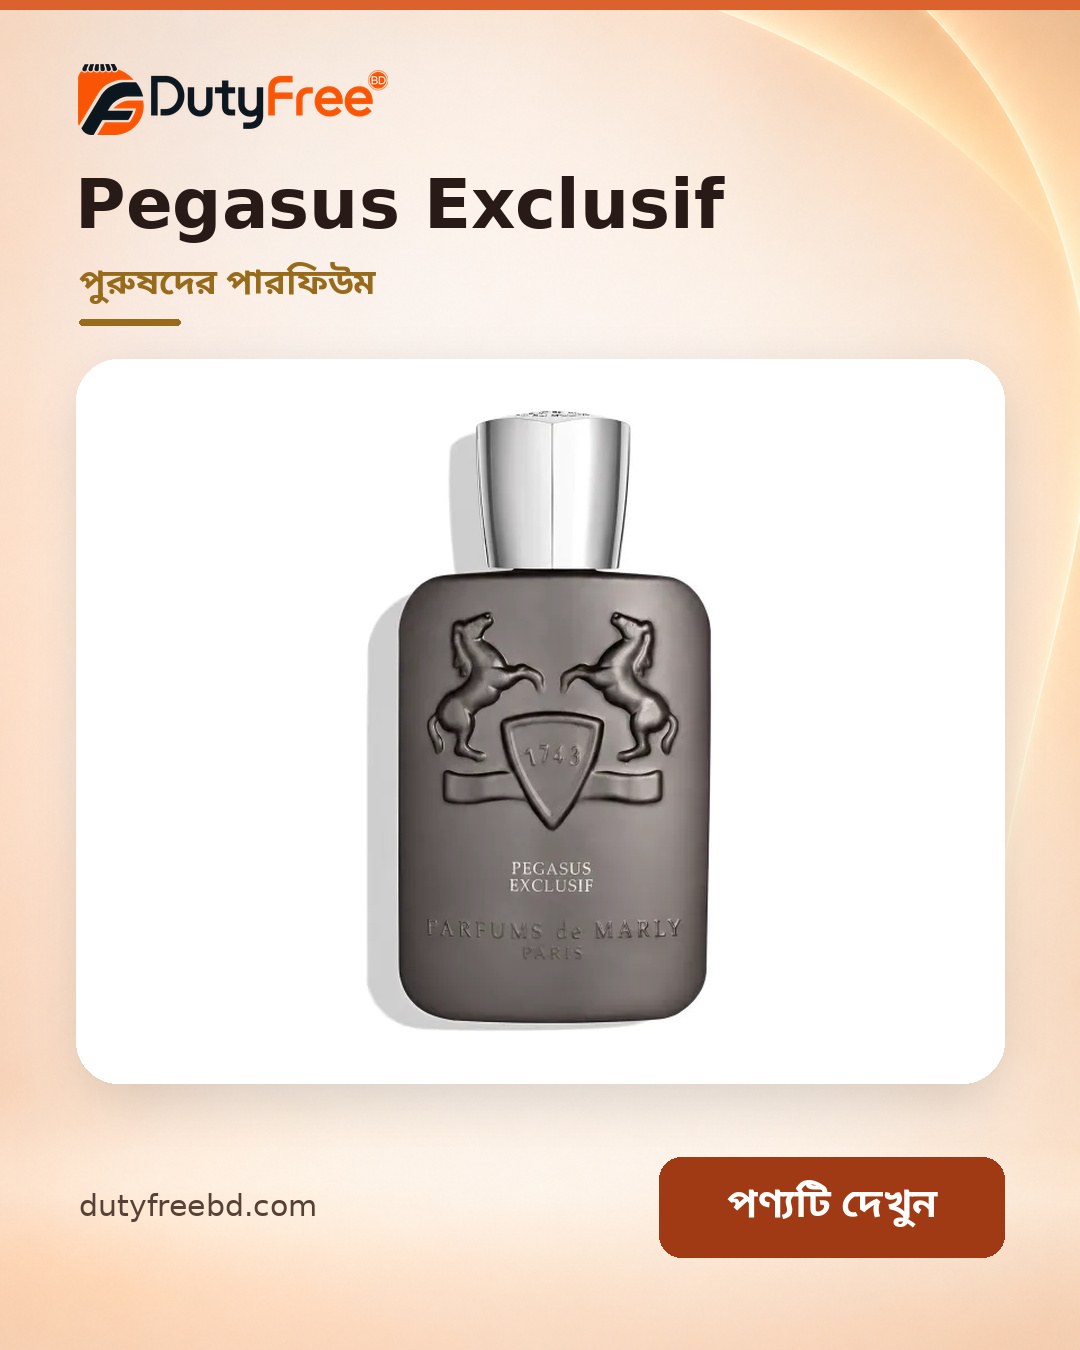 DutyFree BD
Pegasus Exclusif
পুরুষদের পারফিউম
1743
PEGASUS
EXCLUSIF
PARFUMS de MARLY
PARIS
dutyfreebd.com
পণ্যটি দেখুন